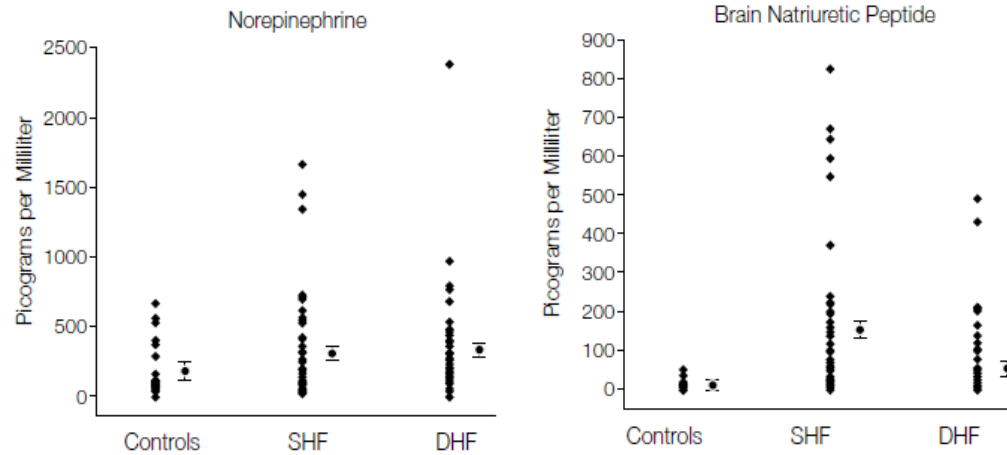 Norepinephrine
Picograms per Milliliter
2500
2000
1500
1000
500
0
Controls SHF DHF
Brain Natriuretic Peptide
Picograms per Milliliter
900
800
700
600
500
400
300
200
100
0
Controls SHF DHF